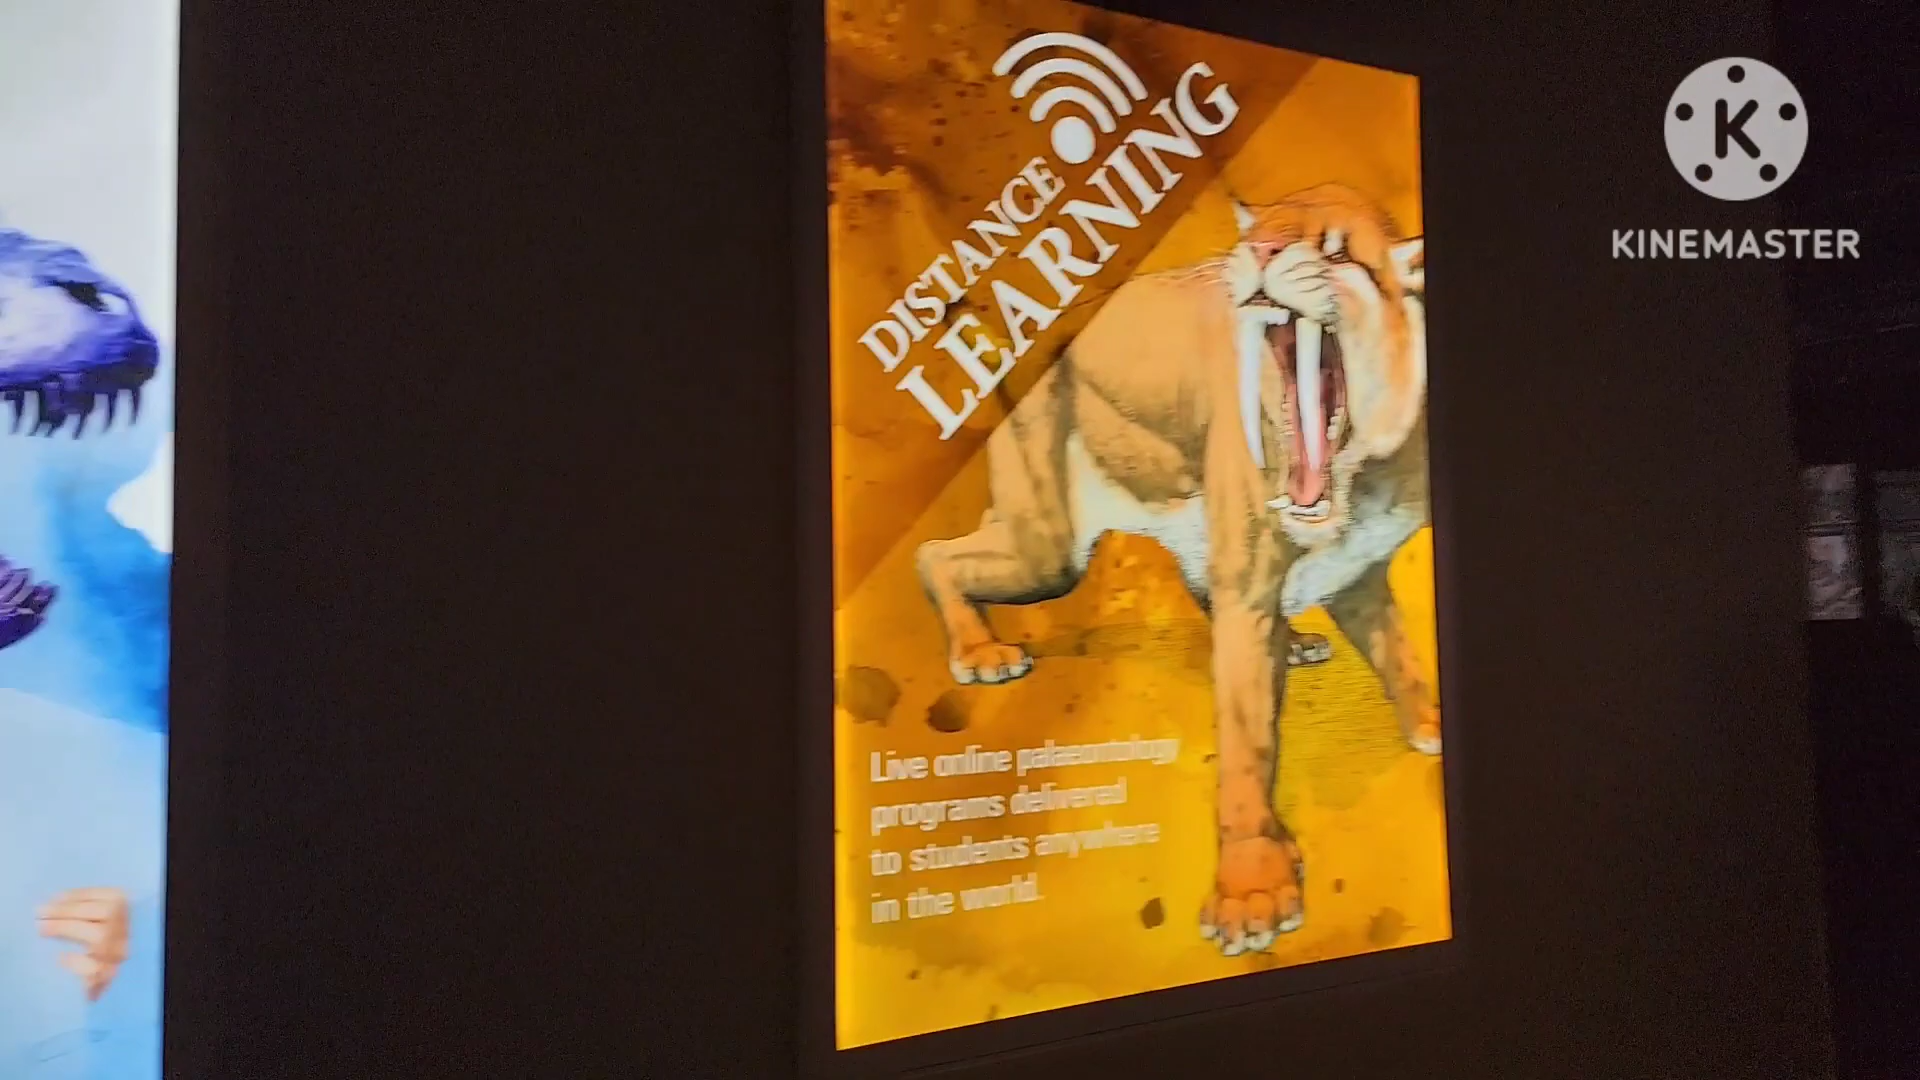 DISTANCE
LEARNING
Live online palaeontology
programs delivered
to students anywhere
in the world.
K
KINEMASTER